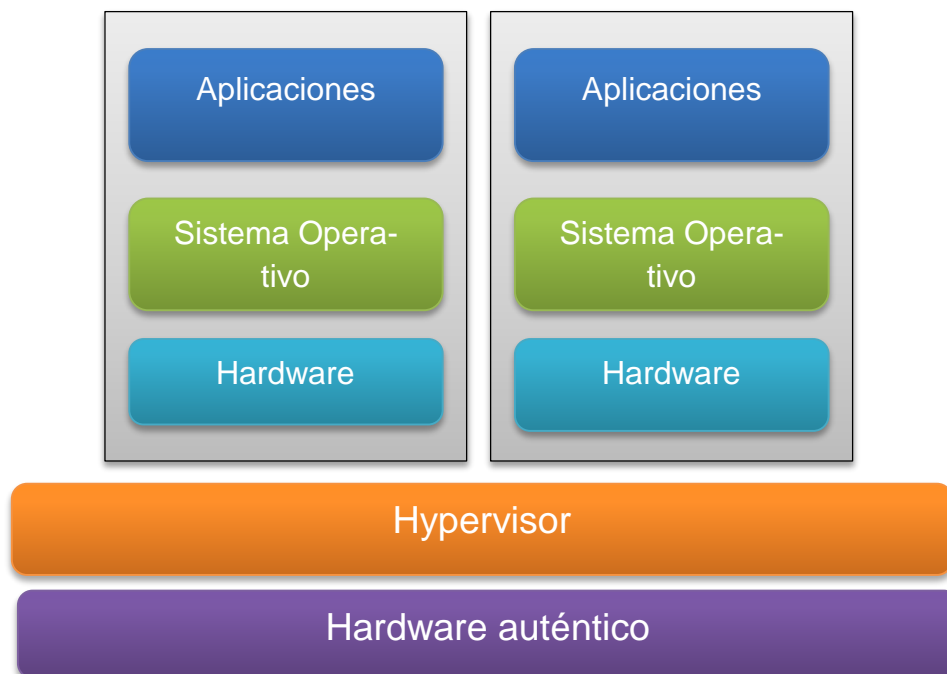 Aplicaciones
Sistema Opera-
tivo
Hardware
Aplicaciones
Sistema Opera-
tivo
Hardware
Hypervisor
Hardware auténtico